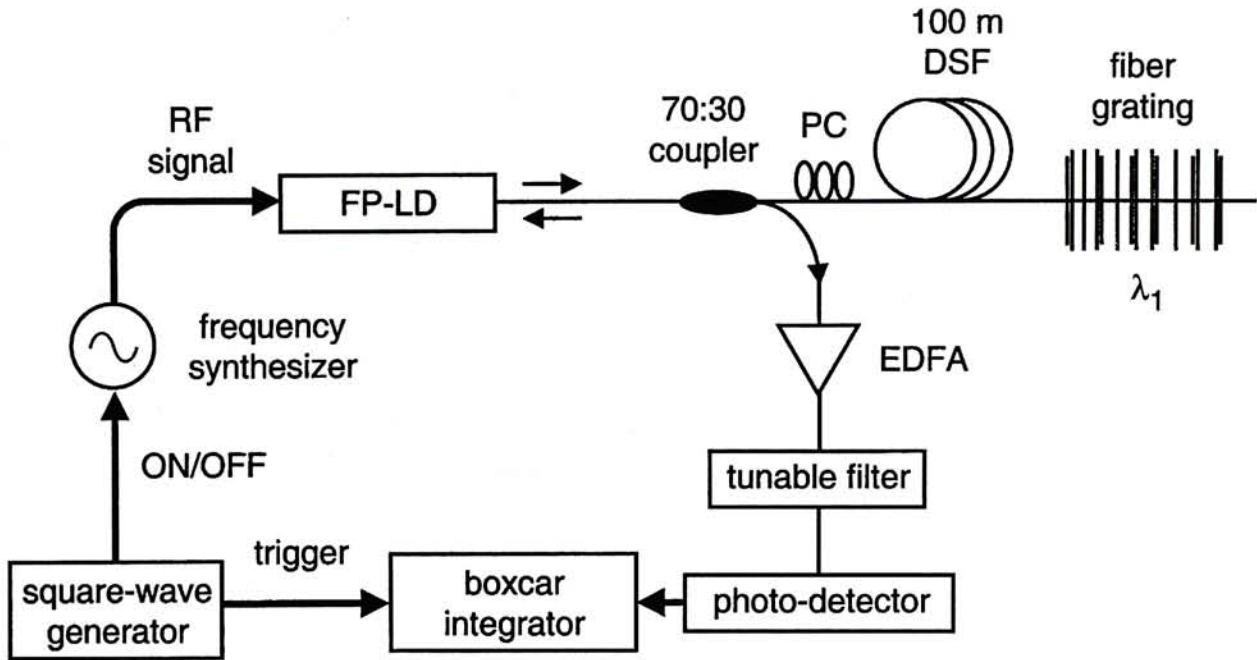 100 m
DSF
fiber
grating
70:30
coupler
PC
RF
signal
FP-LD
λ1
frequency
synthesizer
EDFA
ON/OFF
tunable filter
trigger
square-wave
generator
boxcar
integrator
photo-detector